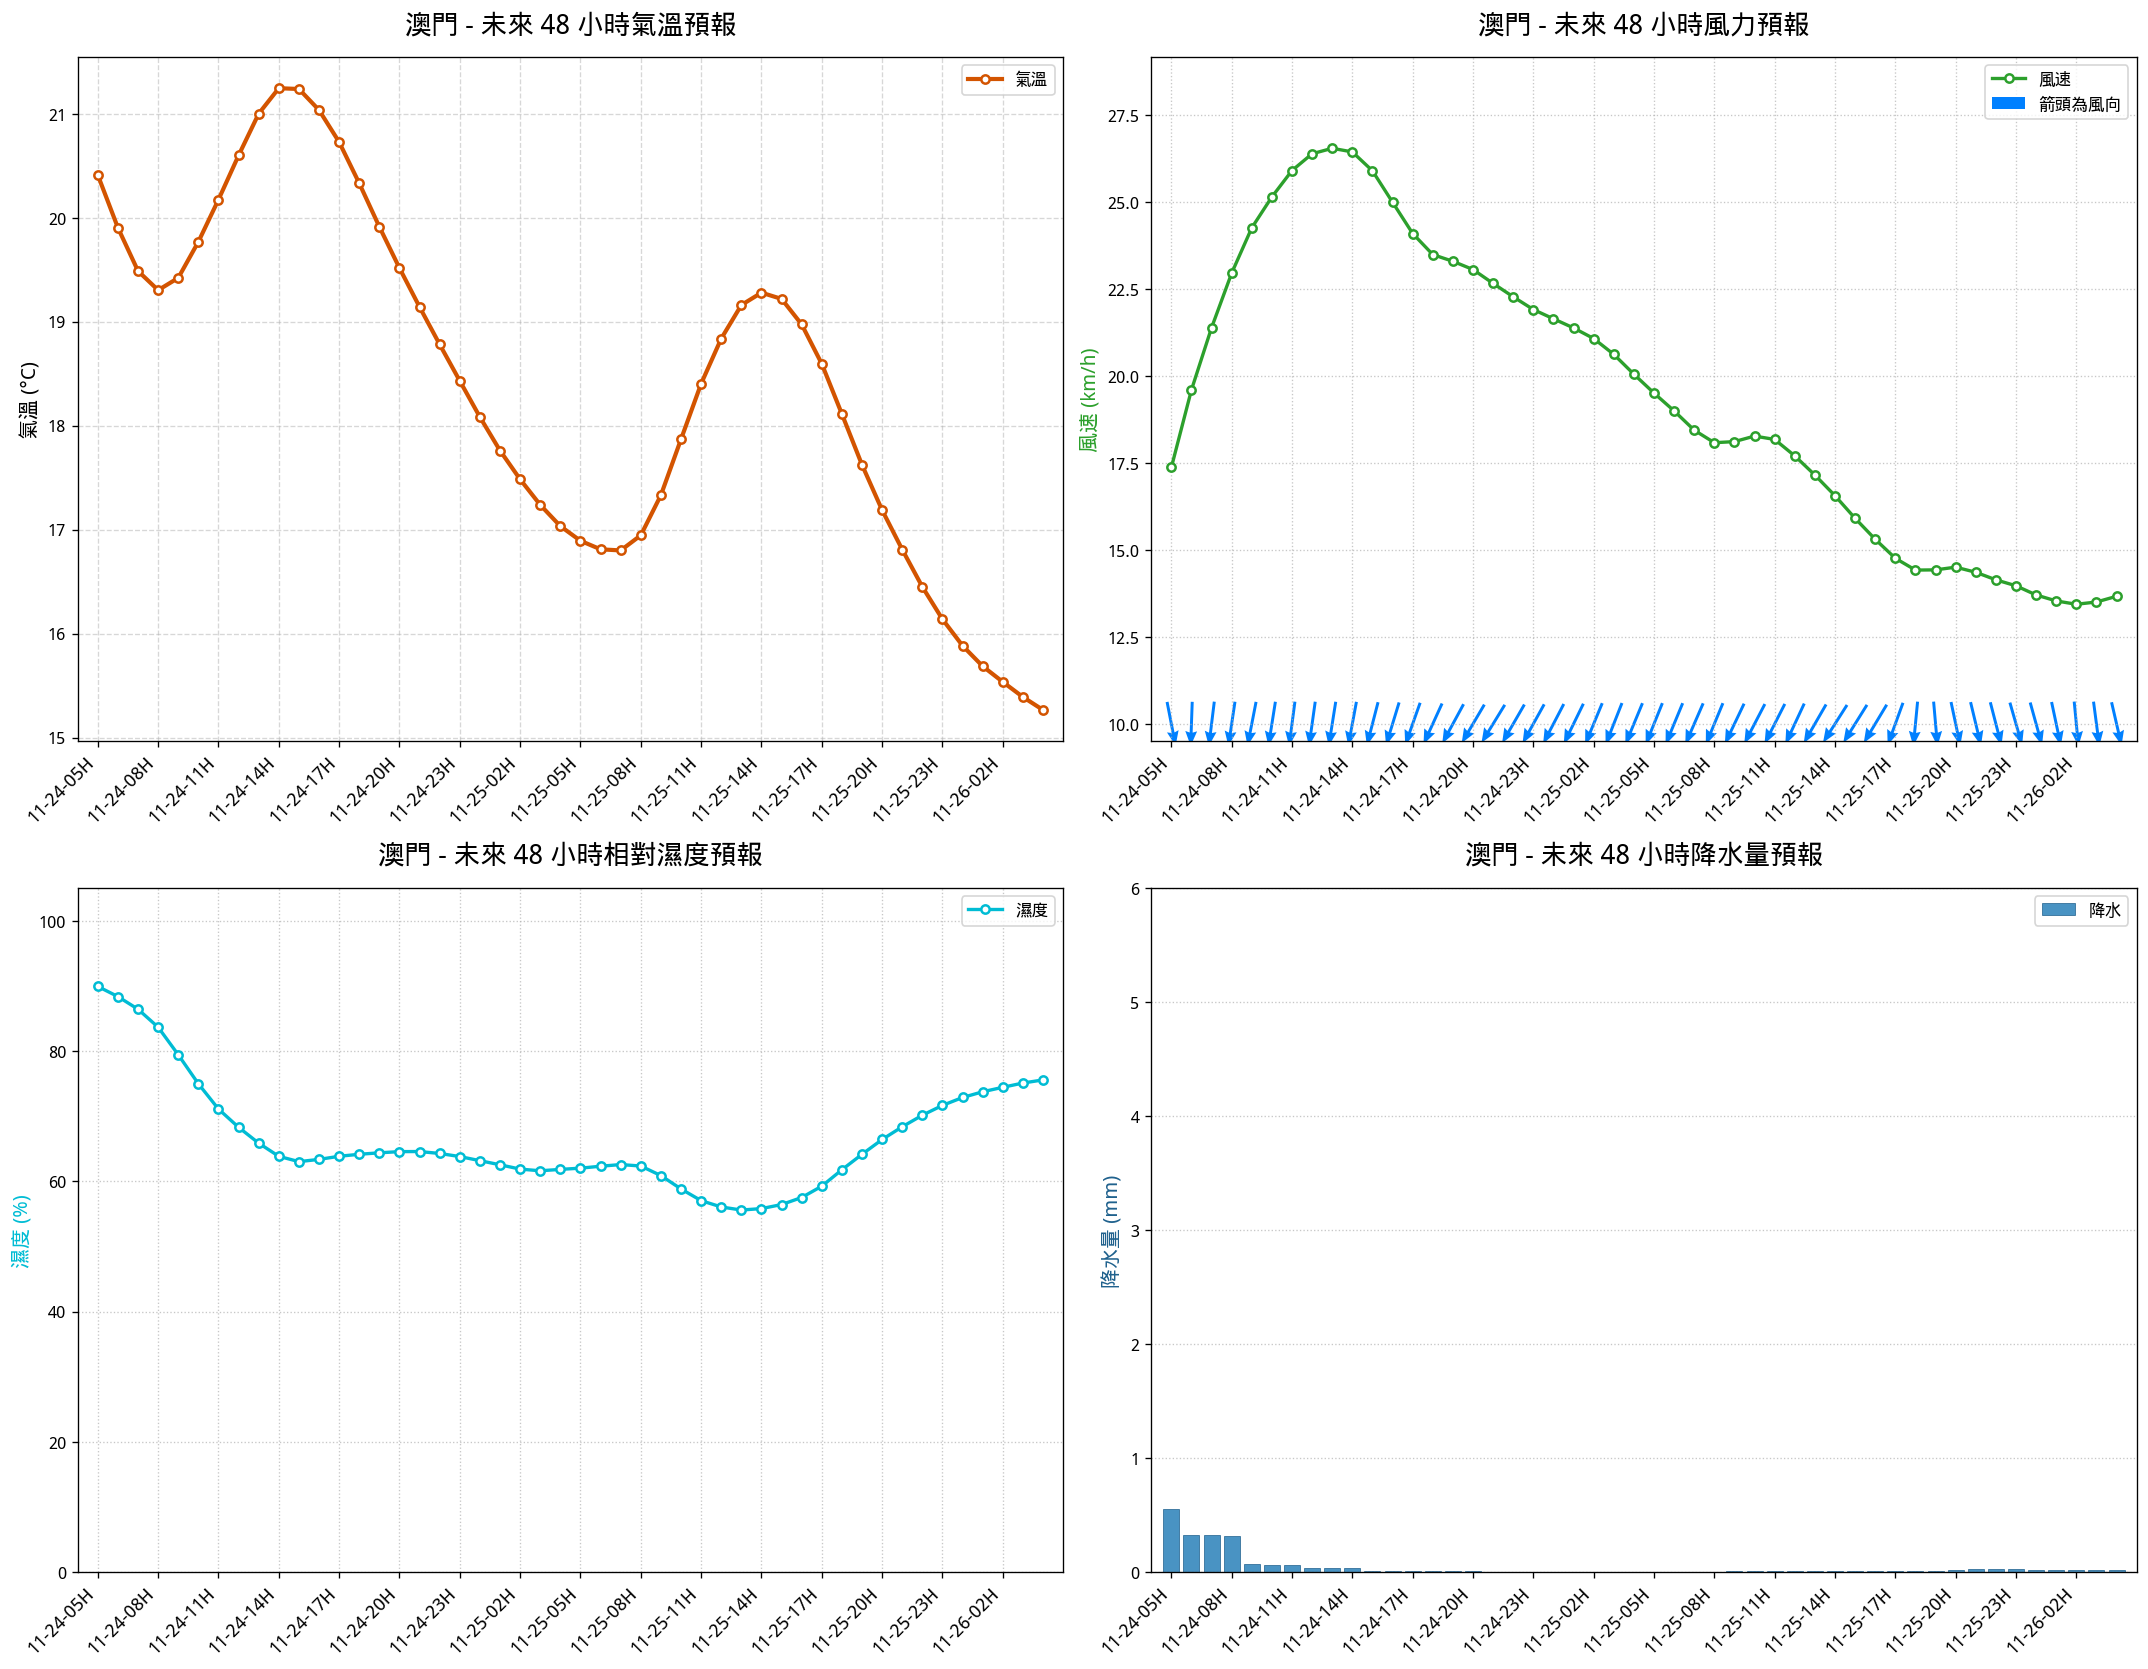 澳門 - 未來 48 小時氣溫預報
氣溫
氣溫 (°C)
21
20
19
18
17
16
15
11-24-05H
11-24-08H
11-24-11H
11-24-14H
11-24-17H
11-24-20H
11-24-23H
11-25-02H
11-25-05H
11-25-08H
11-25-11H
11-25-14H
11-25-17H
11-25-20H
11-25-23H
11-26-02H
澳門 - 未來 48 小時風力預報
風速
箭頭為風向
風速 (km/h)
27.5
25.0
22.5
20.0
17.5
15.0
12.5
10.0
11-24-05H
11-24-08H
11-24-11H
11-24-14H
11-24-17H
11-24-20H
11-24-23H
11-25-02H
11-25-05H
11-25-08H
11-25-11H
11-25-14H
11-25-17H
11-25-20H
11-25-23H
11-26-02H
澳門 - 未來 48 小時相對濕度預報
濕度
濕度 (%)
100
80
60
40
20
0
11-24-05H
11-24-08H
11-24-11H
11-24-14H
11-24-17H
11-24-20H
11-24-23H
11-25-02H
11-25-05H
11-25-08H
11-25-11H
11-25-14H
11-25-17H
11-25-20H
11-25-23H
11-26-02H
澳門 - 未來 48 小時降水量預報
降水
降水量 (mm)
6
5
4
3
2
1
0
11-24-05H
11-24-08H
11-24-11H
11-24-14H
11-24-17H
11-24-20H
11-24-23H
11-25-02H
11-25-05H
11-25-08H
11-25-11H
11-25-14H
11-25-17H
11-25-20H
11-25-23H
11-26-02H